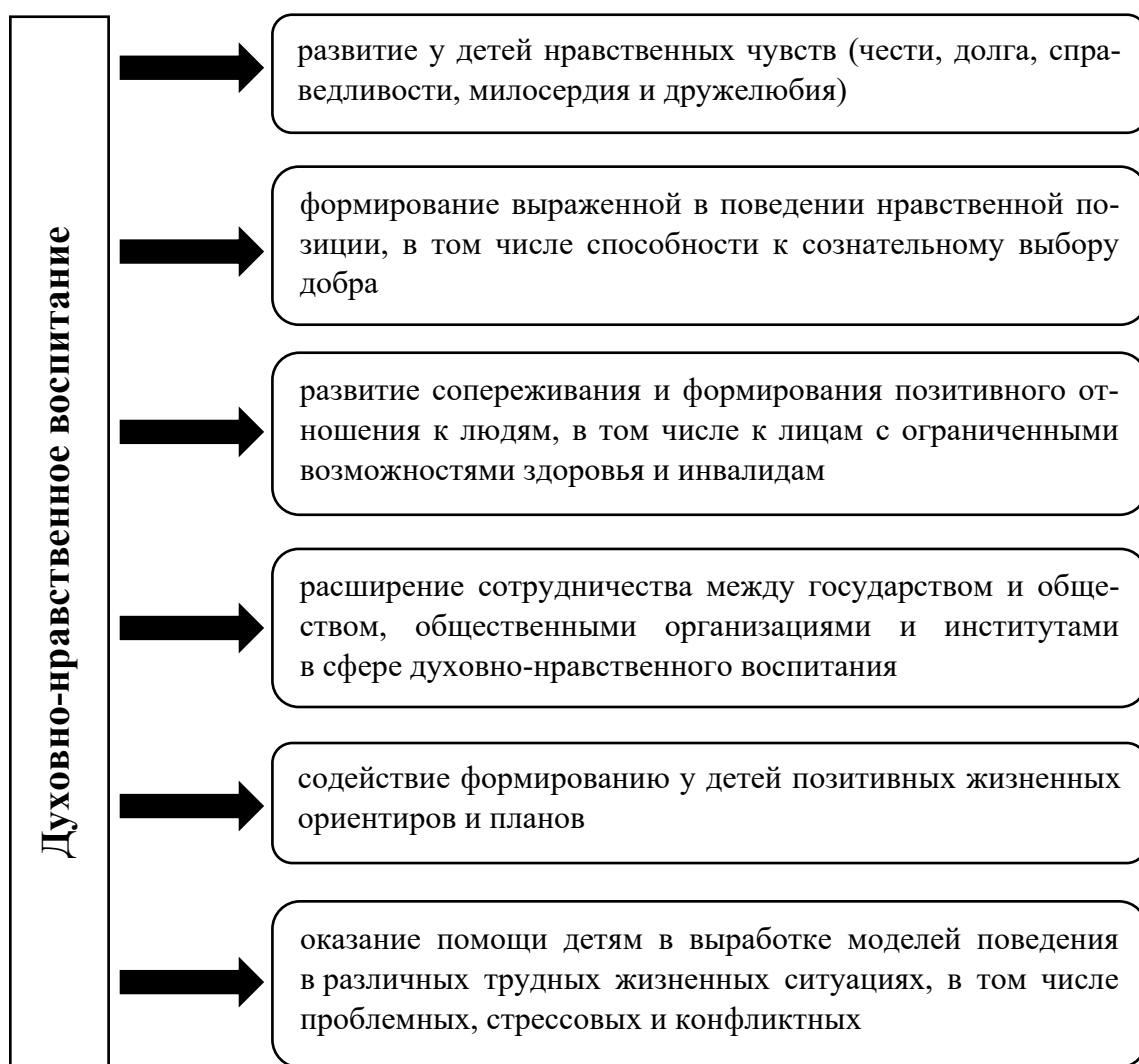 Духовно-нравственное воспитание
развитие у детей нравственных чувств (чести, долга, спра-
ведливости, милосердия и дружелюбия)
формирование выраженной в поведении нравственной по-
зиции, в том числе способности к сознательному выбору
добра
развитие сопереживания и формирования позитивного от-
ношения к людям, в том числе к лицам с ограниченными
возможностями здоровья и инвалидам
расширение сотрудничества между государством и обще-
ством, общественными организациями и институтами
в сфере духовно-нравственного воспитания
содействие формированию у детей позитивных жизненных
ориентиров и планов
оказание помощи детям в выработке моделей поведения
в различных трудных жизненных ситуациях, в том числе
проблемных, стрессовых и конфликтных